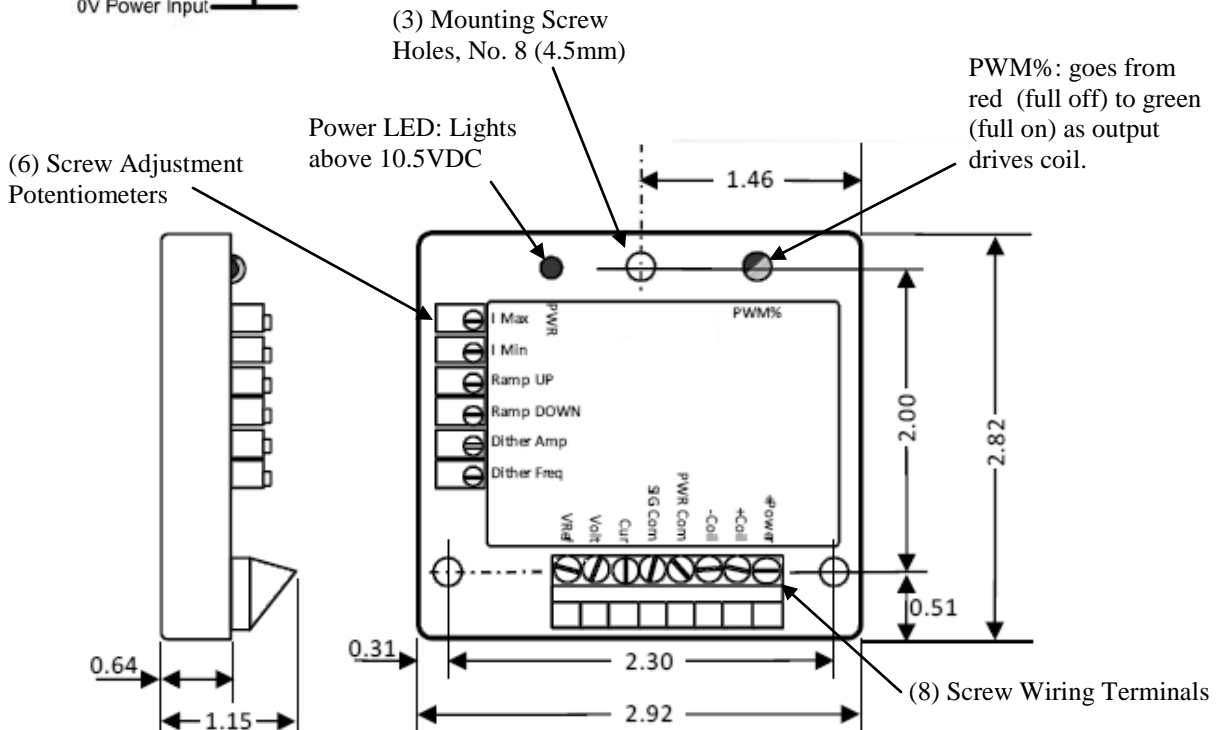 0V Power Input
(3) Mounting Screw
Holes, No. 8 (4.5mm)
PWM%: goes from
red (full off) to green
(full on) as output
drives coil.
Power LED: Lights
above 10.5VDC
(6) Screw Adjustment
Potentiometers
1.46
I Max
PWR
PWM%
I Min
Ramp UP
Ramp DOWN
Dither Amp
Dither Freq
2.00
2.82
VRef
Volt
Cur
SIG Com
PWR Com
-Coil
+Coil
+Power
0.51
0.31
2.30
0.64
(8) Screw Wiring Terminals
1.15
2.92